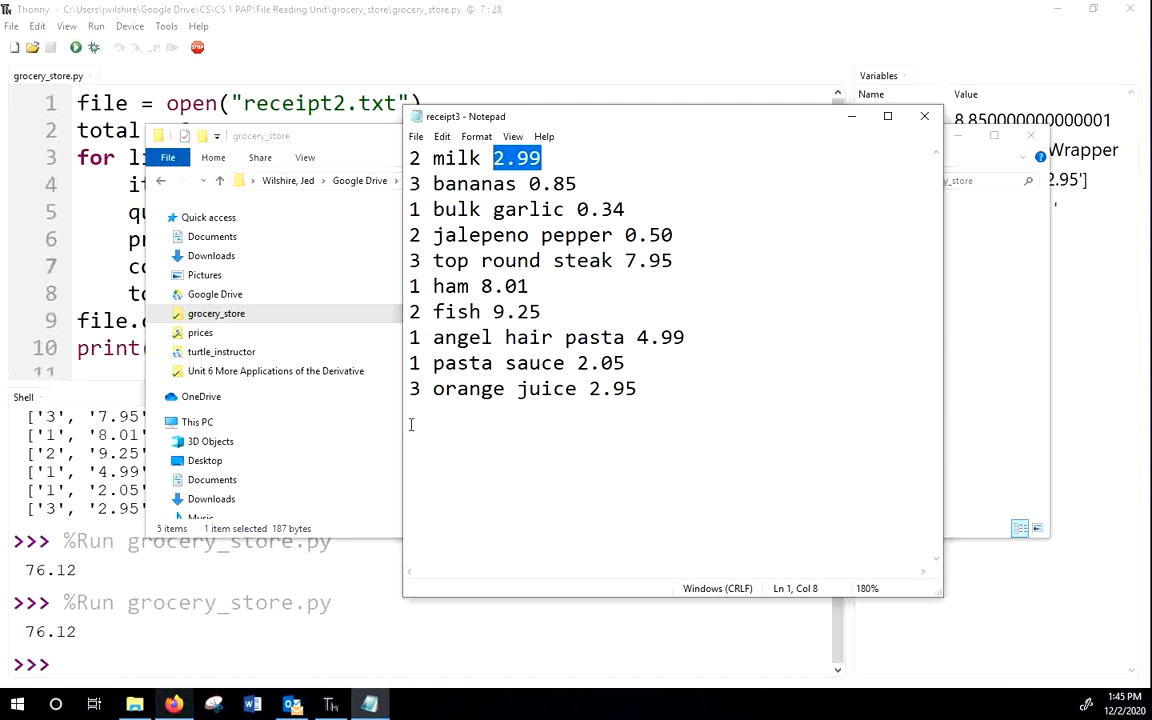 Thonny - C:\Users\jwilshire\Google Drive\CS\CS 1 PAP\File Reading Unit\grocery_store\grocery_store.py @ 7 : 28
File Edit View Run Device Tools Help
STOP
grocery_store.py
1 file = open("receipt2.txt")
2 total
3 for li
4 it
5 qu
6 pr
7 co
8 to
9 file.c
10 print(
11
Variables
Name Value
8.850000000000001
Wrapper
2.95']
'
grocery_store
File Home Share View
Wilshire, Jed > Google Drive >
_store
Quick access
Documents
Downloads
Pictures
Google Drive
grocery_store
prices
turtle_instructor
Unit 6 More Applications of the Derivative
OneDrive
This PC
3D Objects
Desktop
Documents
Downloads
Music
5 items 1 item selected 187 bytes
receipt3 - Notepad
File Edit Format View Help
2 milk 2.99
3 bananas 0.85
1 bulk garlic 0.34
2 jalepeno pepper 0.50
3 top round steak 7.95
1 ham 8.01
2 fish 9.25
1 angel hair pasta 4.99
1 pasta sauce 2.05
3 orange juice 2.95
Windows (CRLF) Ln 1, Col 8 180%
Shell
['3', '7.95'
['1', '8.01'
['2', '9.25'
['1', '4.99'
['1', '2.05'
['3', '2.95'
>>> %Run grocery_store.py
76.12
>>> %Run grocery_store.py
76.12
>>>
1:45 PM
12/2/2020